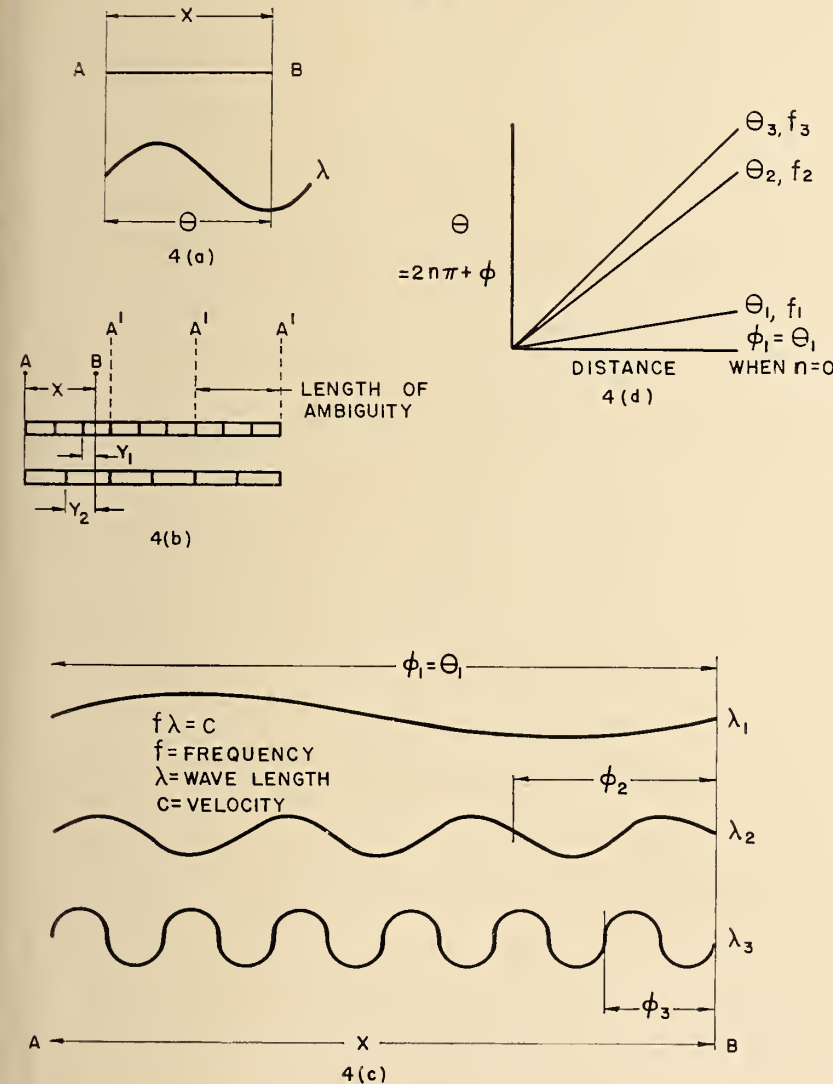 X
A B
λ
Θ
4(a)
Θ₃, f₃
Θ₂, f₂
Θ
=2nπ+ϕ
Θ₁, f₁
ϕ₁=Θ₁
DISTANCE WHEN n=0
4(d)
A' A' A'
A B
X
LENGTH OF
AMBIGUITY
Y₁
Y₂
4(b)
ϕ₁=Θ₁
λ₁
fλ=C
f=FREQUENCY
λ=WAVE LENGTH
C=VELOCITY
ϕ₂
λ₂
λ₃
ϕ₃
A X B
4(c)